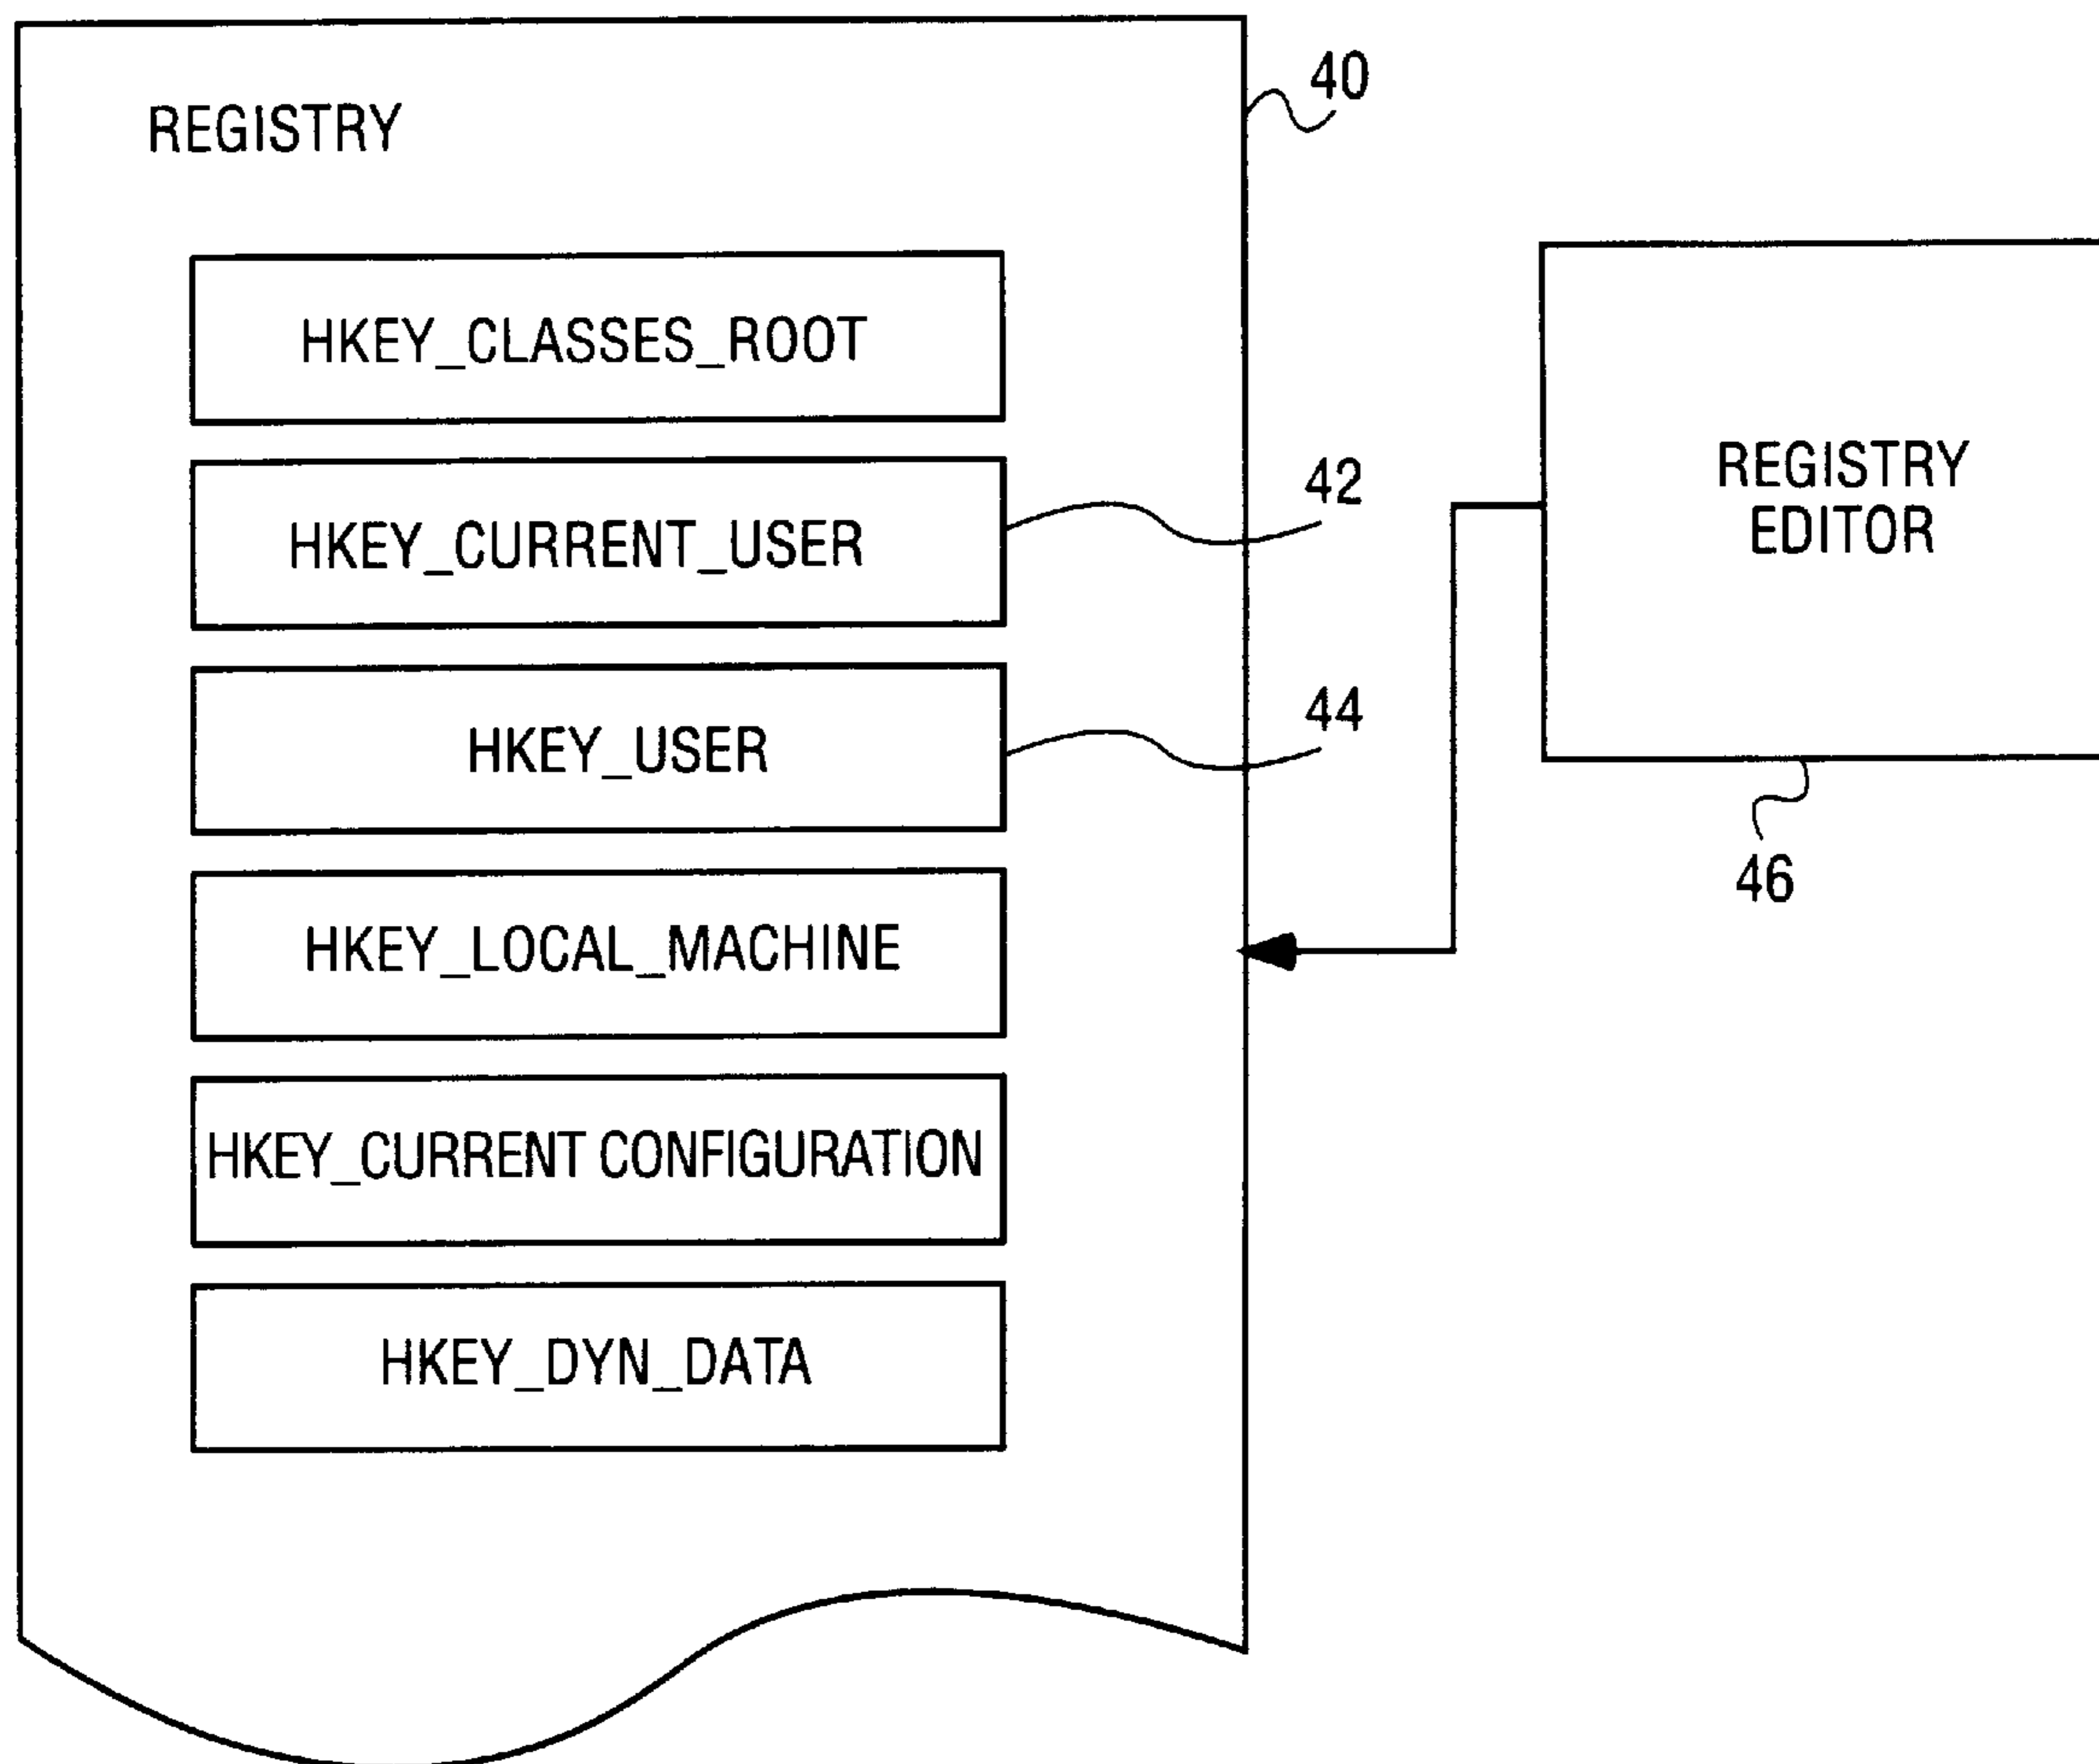 REGISTRY
40
HKEY_CLASSES_ROOT
HKEY_CURRENT_USER
42
HKEY_USER
44
HKEY_LOCAL_MACHINE
HKEY_CURRENT CONFIGURATION
HKEY_DYN_DATA
REGISTRY
EDITOR
46